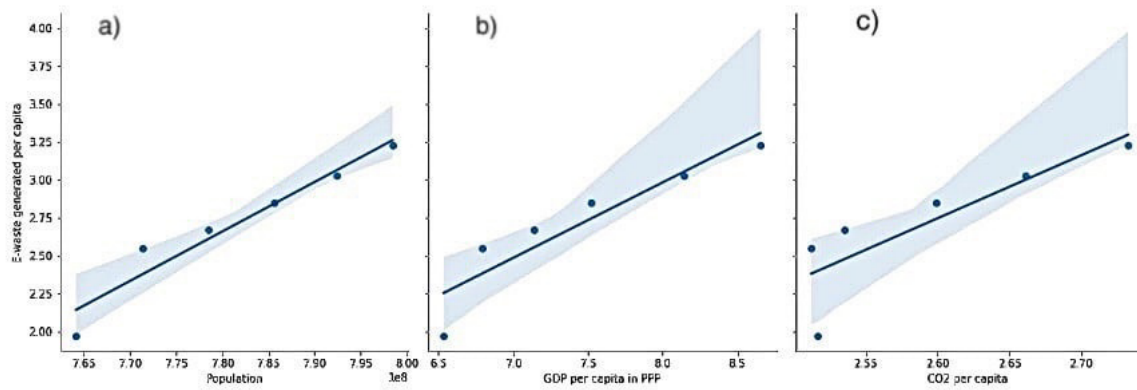 a)
b)
c)
E-waste generated per capita
4.00
3.75
3.50
3.25
3.00
2.75
2.50
2.25
2.00
7.65 7.70 7.75 7.80 7.85 7.90 7.95 8.00
1e8
Population
6.5 7.0 7.5 8.0 8.5
GDP per capita in PPP
2.55 2.60 2.65 2.70
CO2 per capita